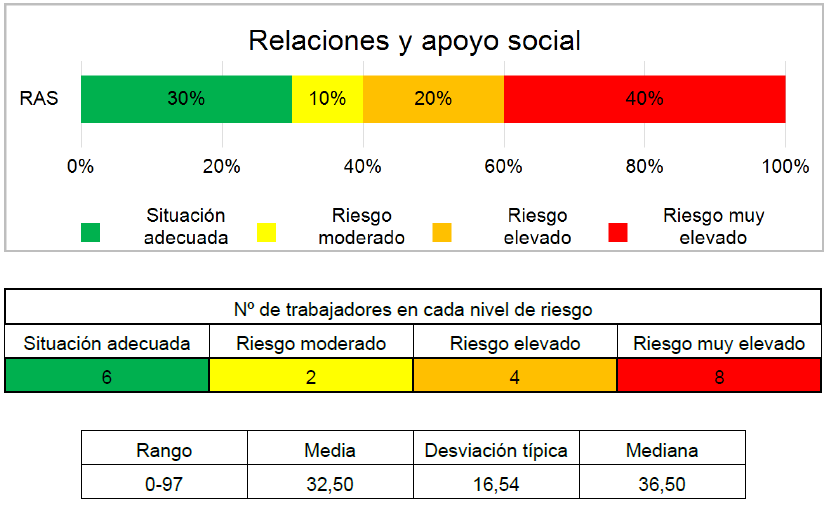 Relaciones y apoyo social
RAS 30% 10% 20% 40%
0% 20% 40% 60% 80% 100%
Situación adecuada
Riesgo moderado
Riesgo elevado
Riesgo muy elevado
Nº de trabajadores en cada nivel de riesgo
Situación adecuada Riesgo moderado Riesgo elevado Riesgo muy elevado
6 2 4 8
Rango Media Desviación típica Mediana
0-97 32,50 16,54 36,50